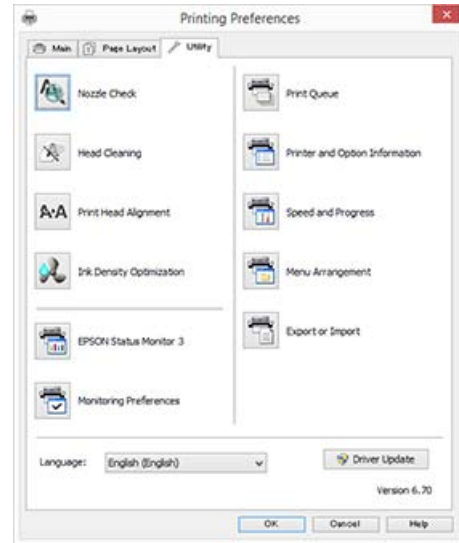 Printing Preferences
Main
Page Layout
Utility
Nozzle Check
Print Queue
Head Cleaning
Printer and Option Information
A·A
Print Head Alignment
Speed and Progress
Ink Density Optimization
Menu Arrangement
EPSON Status Monitor 3
Export or Import
Monitoring Preferences
Language:
English (English)
Driver Update
Version 6.70
OK
Cancel
Help